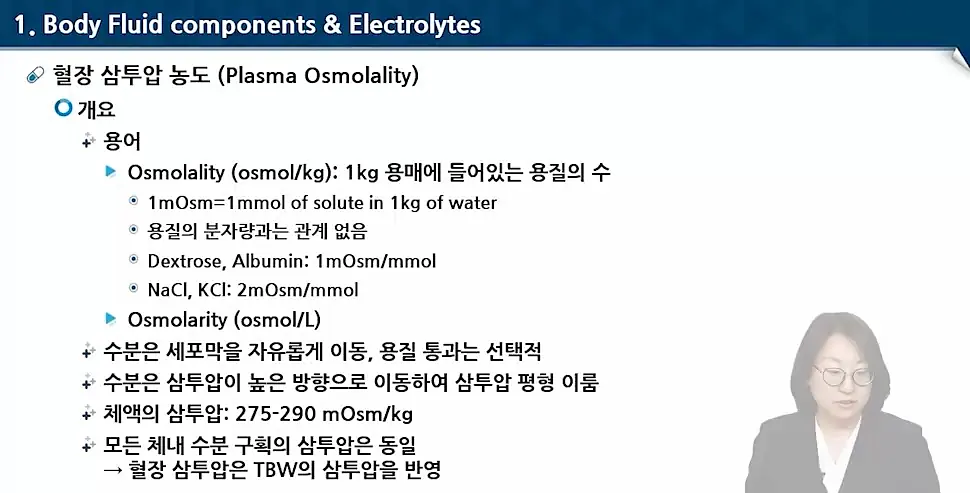 1. Body Fluid components & Electrolytes
혈장 삼투압 농도 (Plasma Osmolality)
개요
용어
Osmolality (osmol/kg): 1kg 용매에 들어있는 용질의 수
1mOsm=1mmol of solute in 1kg of water
용질의 분자량과는 관계 없음
Dextrose, Albumin: 1mOsm/mmol
NaCl, KCl: 2mOsm/mmol
Osmolarity (osmol/L)
수분은 세포막을 자유롭게 이동, 용질 통과는 선택적
수분은 삼투압이 높은 방향으로 이동하여 삼투압 평형 이룸
체액의 삼투압: 275-290 mOsm/kg
모든 체내 수분 구획의 삼투압은 동일
→ 혈장 삼투압은 TBW의 삼투압을 반영